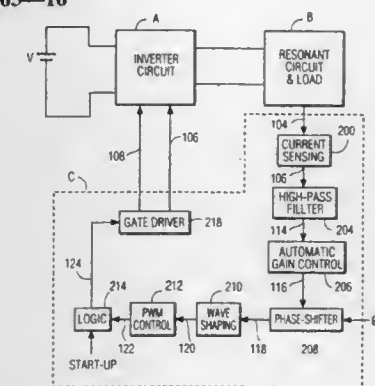 A
B
V
INVERTER
CIRCUIT
RESONANT
CIRCUIT
& LOAD
104
108
106
CURRENT
SENSING
200
C
106
HIGH-PASS
FILLTER
GATE DRIVER
218
114
204
124
AUTOMATIC
GAIN CONTROL
214
212
210
116
206
LOGIC
PWM
CONTROL
WAVE
SHAPING
PHASE-SHIFTER
122
120
118
208
START-UP